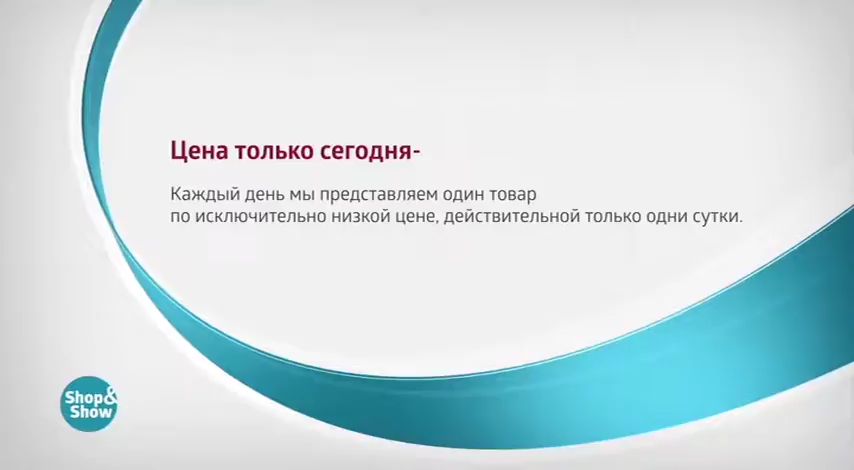 Цена только сегодня-
Каждый день мы представляем один товар
по исключительно низкой цене, действительной только одни сутки.
Shop&
Show